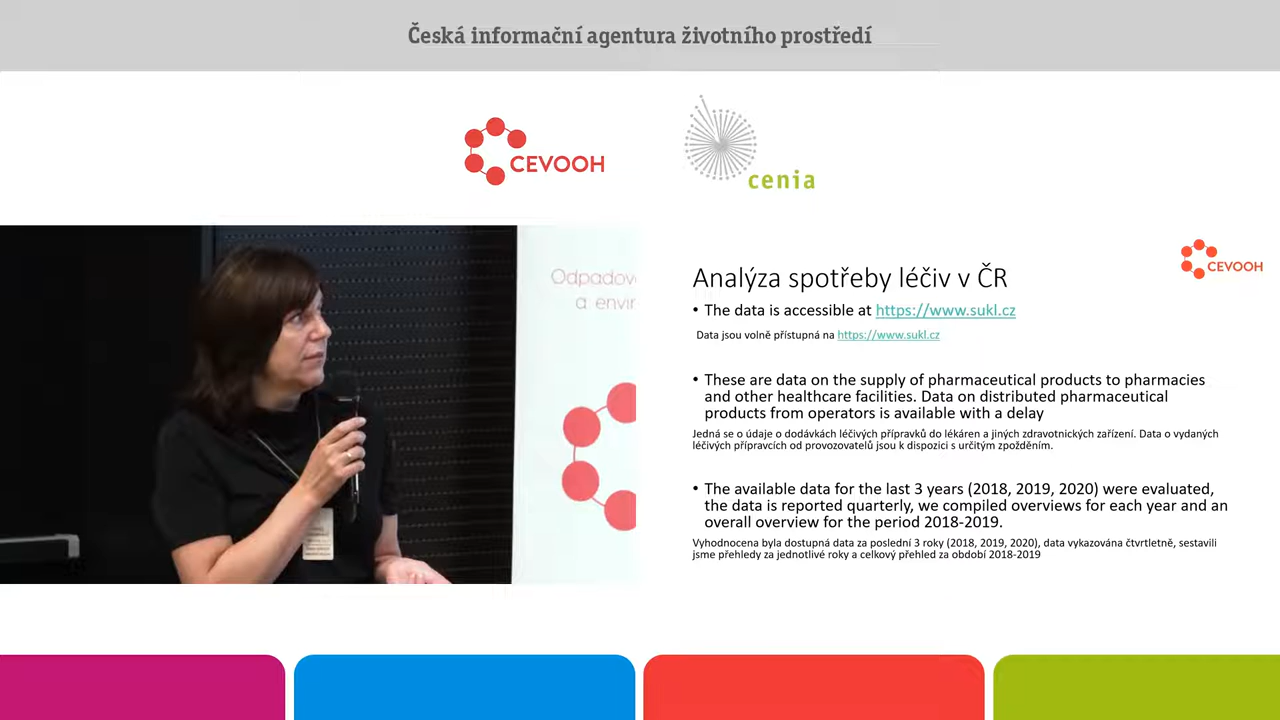 Česká informační agentura životního prostředí
CEVOOH
cenia
Odpadov
a envir
CEVOOH
Analýza spotřeby léčiv v ČR
• The data is accessible at https://www.sukl.cz
Data jsou volně přístupná na https://www.sukl.cz
• These are data on the supply of pharmaceutical products to pharmacies
and other healthcare facilities. Data on distributed pharmaceutical
products from operators is available with a delay
Jedná se o údaje o dodávkách léčivých přípravků do lékáren a jiných zdravotnických zařízení. Data o vydaných
léčivých přípravcích od provozovatelů jsou k dispozici s určitým zpožděním.
• The available data for the last 3 years (2018, 2019, 2020) were evaluated,
the data is reported quarterly, we compiled overviews for each year and an
overall overview for the period 2018-2019.
Vyhodnocena byla dostupná data za poslední 3 roky (2018, 2019, 2020), data vykazována čtvrtletně, sestavili
jsme přehledy za jednotlivé roky a celkový přehled za období 2018-2019